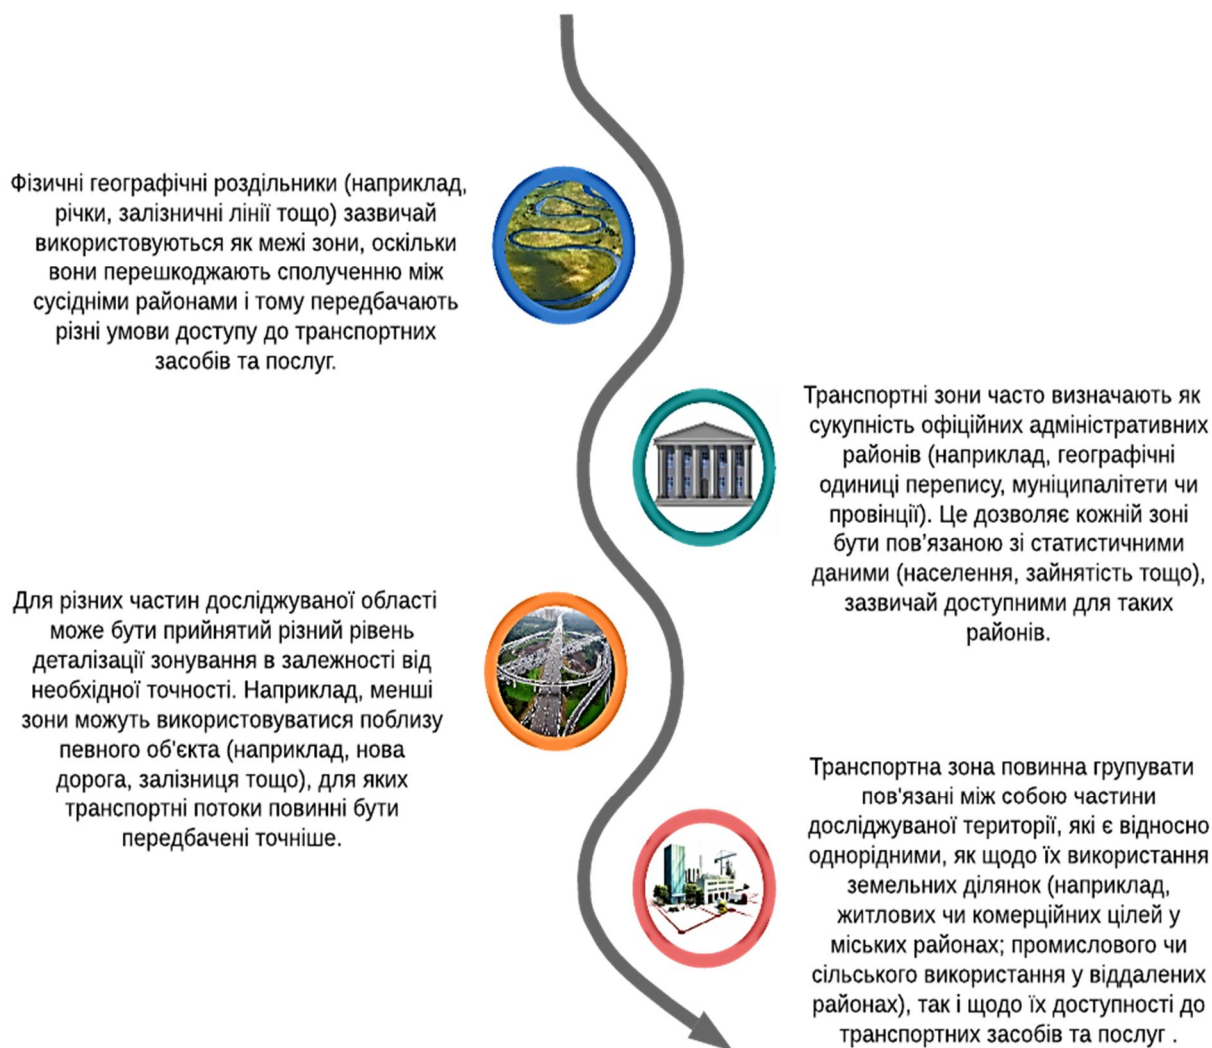 Фізичні географічні роздільники (наприклад,
річки, залізничні лінії тощо) зазвичай
використовуються як межі зони, оскільки
вони перешкоджають сполученню між
сусідніми районами і тому передбачають
різні умови доступу до транспортних
засобів та послуг.
Транспортні зони часто визначають як
сукупність офіційних адміністративних
районів (наприклад, географічні
одиниці перепису, муніципалітети чи
провінції). Це дозволяє кожній зоні
бути пов’язаною зі статистичними
даними (населення, зайнятість тощо),
зазвичай доступними для таких
районів.
Для різних частин досліджуваної області
може бути прийнятий різний рівень
деталізації зонування в залежності від
необхідної точності. Наприклад, менші
зони можуть використовуватися поблизу
певного об'єкта (наприклад, нова
дорога, залізниця тощо), для яких
транспортні потоки повинні бути
передбачені точніше.
Транспортна зона повинна групувати
пов'язані між собою частини
досліджуваної території, які є відносно
однорідними, як щодо їх використання
земельних ділянок (наприклад,
житлових чи комерційних цілей у
міських районах; промислового чи
сільського використання у віддалених
районах), так і щодо їх доступності до
транспортних засобів та послуг .